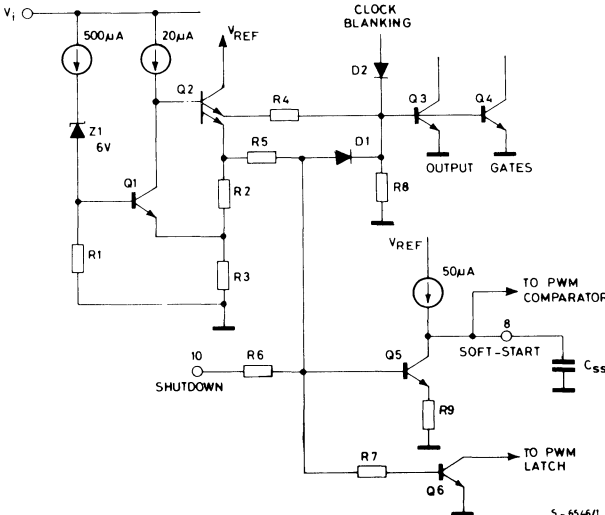 Vi
500µA
20µA
VREF
CLOCK
BLANKING
D2
Q2
R4
Q3
Q4
Z1
6V
R5
D1
OUTPUT GATES
Q1
R2
R8
R1
R3
VREF
50µA
TO PWM
COMPARATOR
8
SOFT-START
Css
10
SHUTDOWN
R6
Q5
R9
R7
TO PWM
LATCH
Q6
S-6546/1